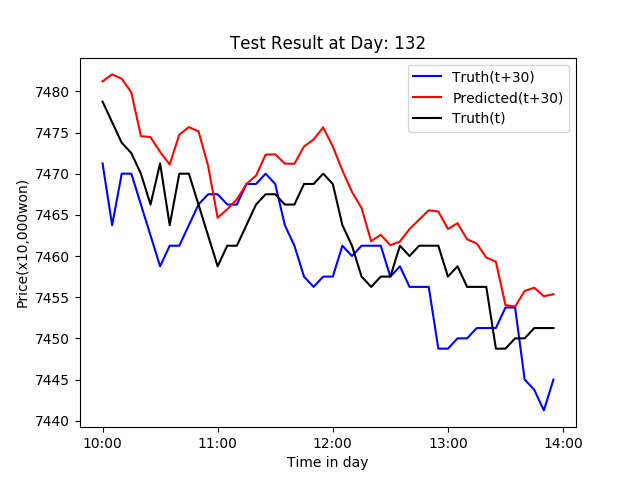 Test Result at Day: 132
Truth(t+30)
Predicted(t+30)
Truth(t)
Price(x10,000won)
7480
7475
7470
7465
7460
7455
7450
7445
7440
10:00
11:00
12:00
13:00
14:00
Time in day